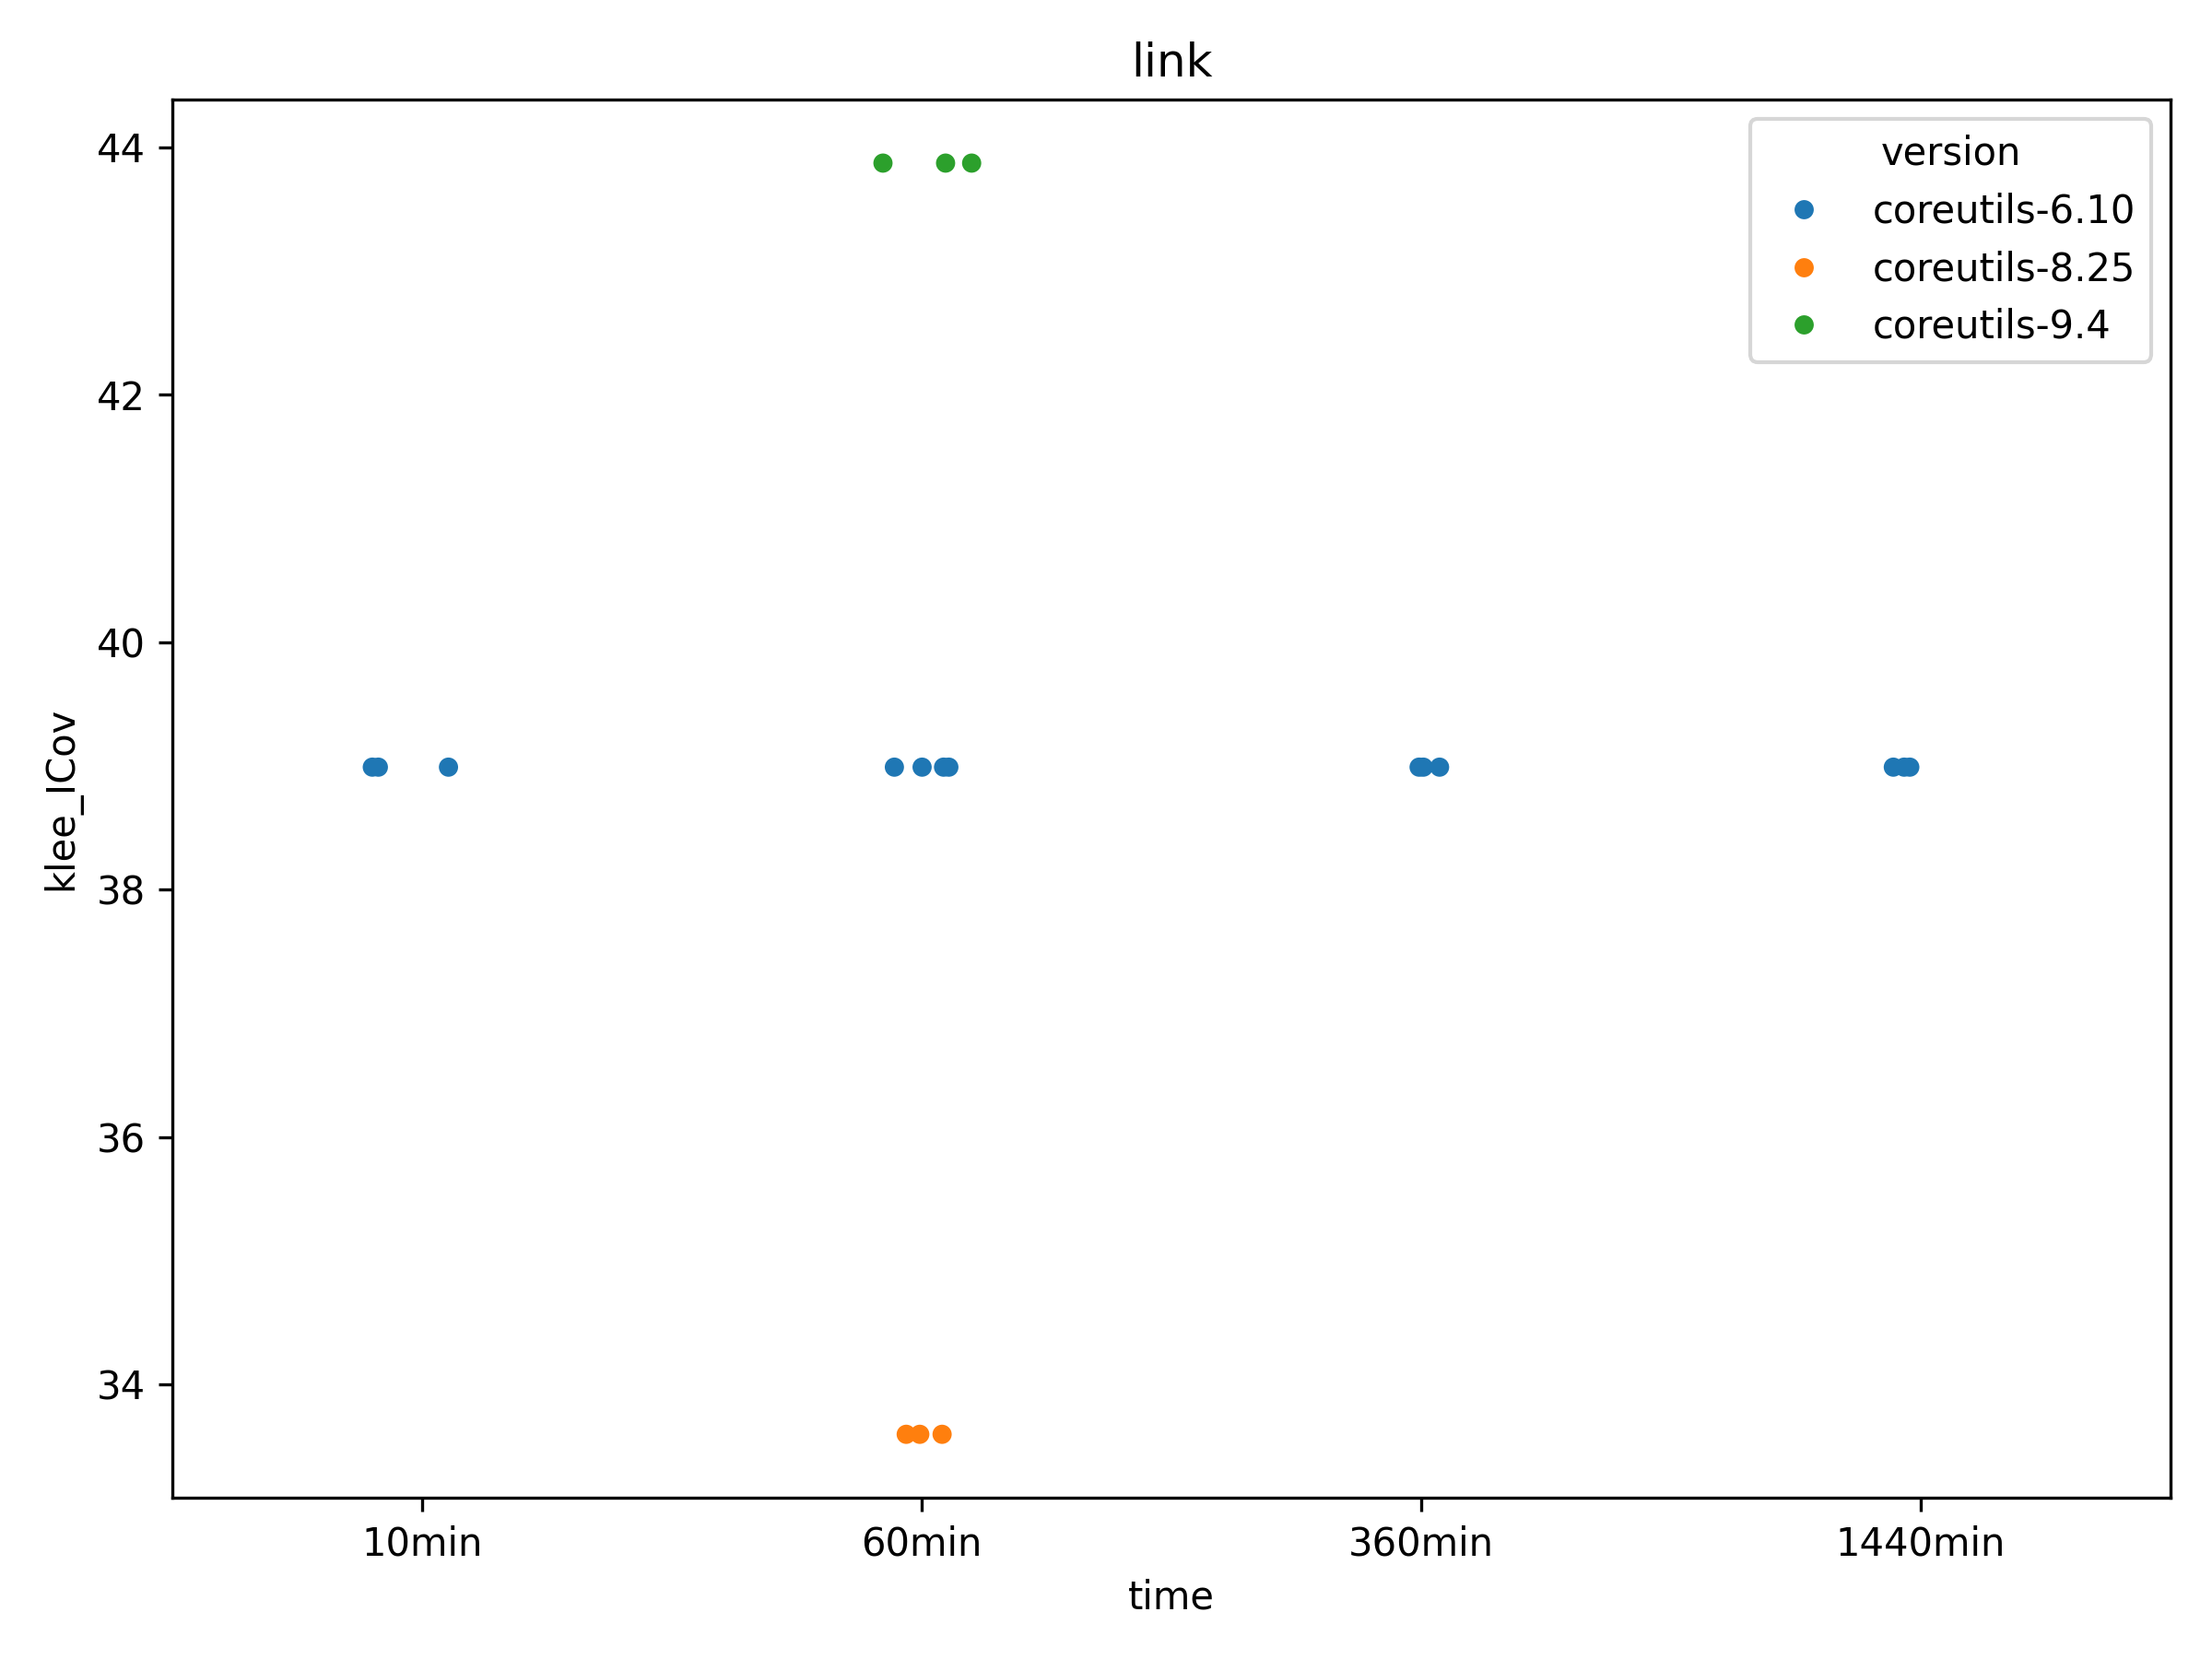 link
version
coreutils-6.10
coreutils-8.25
coreutils-9.4
klee_ICov
44
42
40
38
36
34
10min
60min
360min
1440min
time